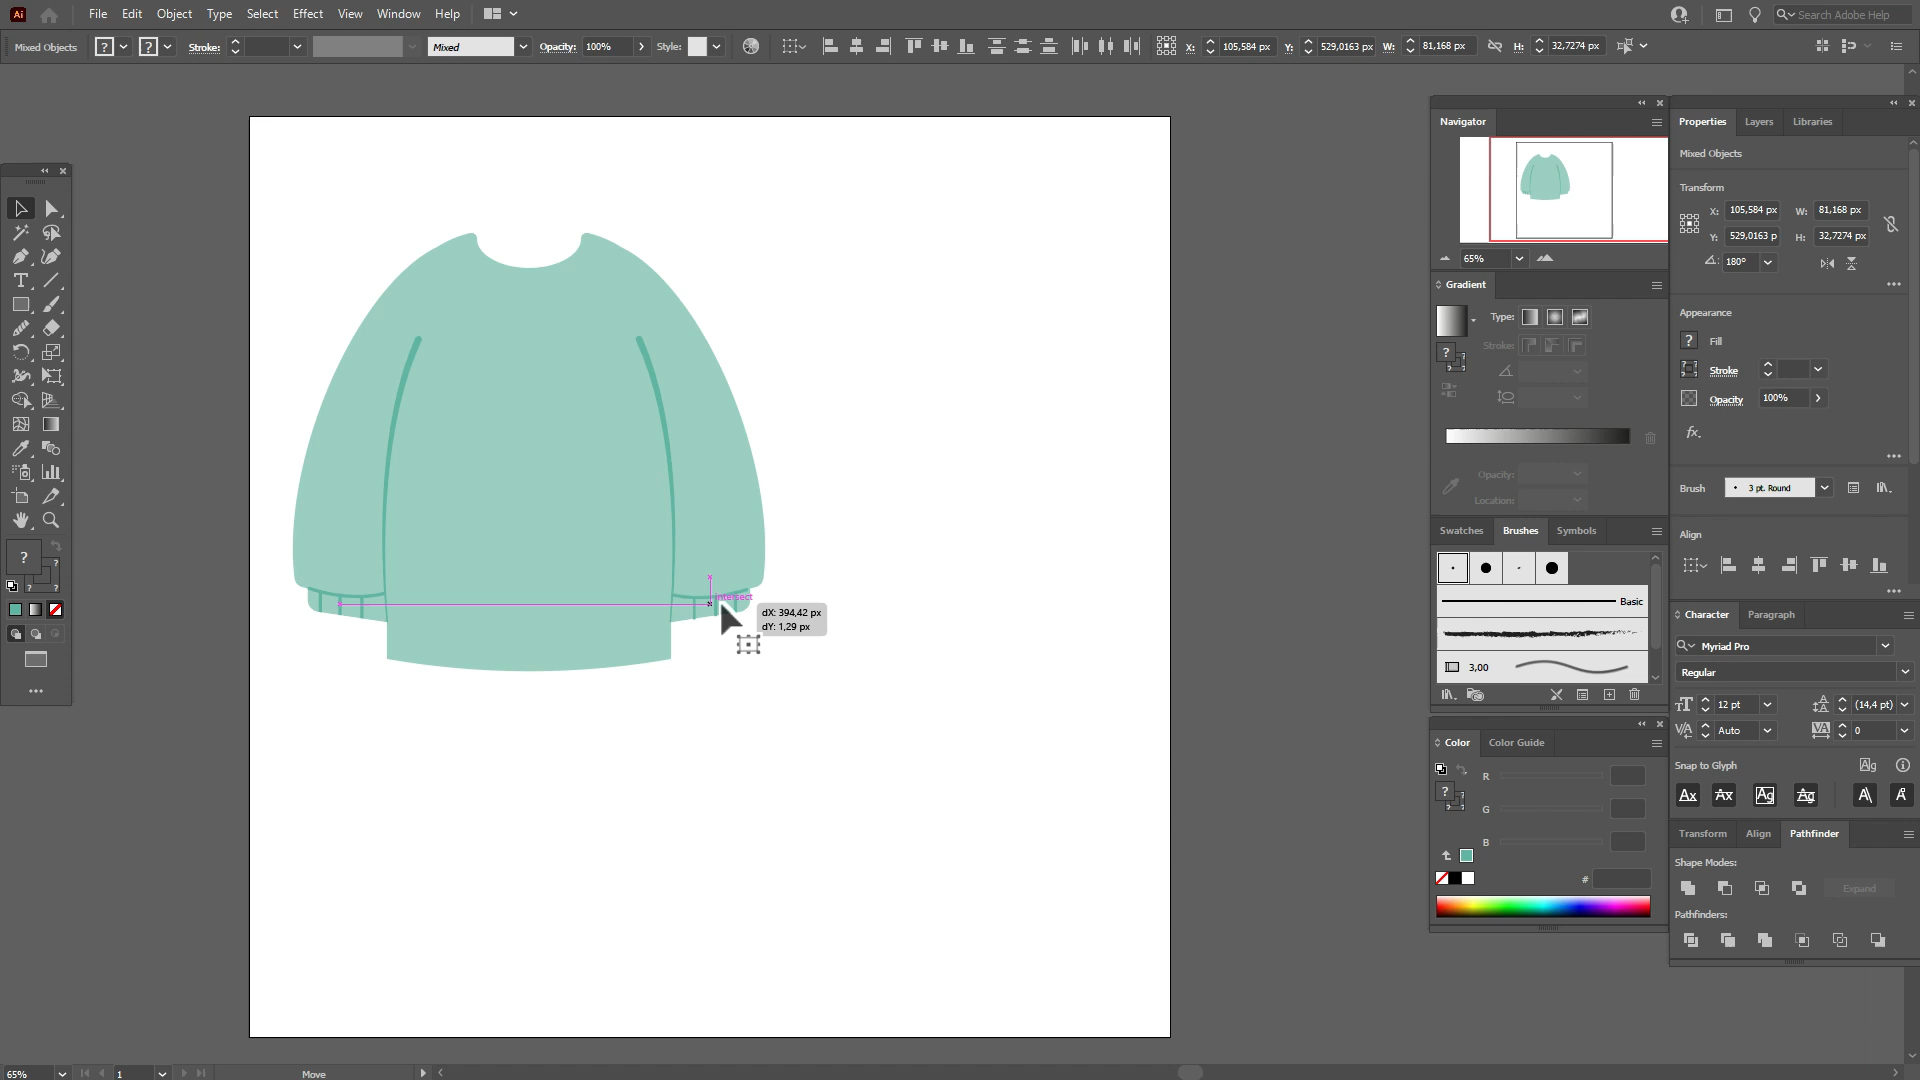 Ai
File Edit Object Type Select Effect View Window Help
Search Adobe Help
Mixed Objects ? ? Stroke: Mixed Opacity: 100% Style: X: 105,584 px Y: 529,0163 px W: 81,168 px H: 32,7274 px
Navigator
65%
Gradient
Type:
Stroke:
Opacity:
Location:
Swatches Brushes Symbols
Basic
3,00
Color Color Guide
R
G
B
#
Properties Layers Libraries
Mixed Objects
Transform
X: 105,584 px W: 81,168 px
Y: 529,0163 p H: 32,7274 px
180°
Appearance
? Fill
Stroke
Opacity 100%
fx.
Brush 3 pt. Round
Align
Character Paragraph
Myriad Pro
Regular
12 pt (14,4 pt)
Auto 0
Snap to Glyph
Transform Align Pathfinder
Shape Modes:
Expand
Pathfinders:
intersect
dX: 394,42 px
dY: 1,29 px
65% 1 Move